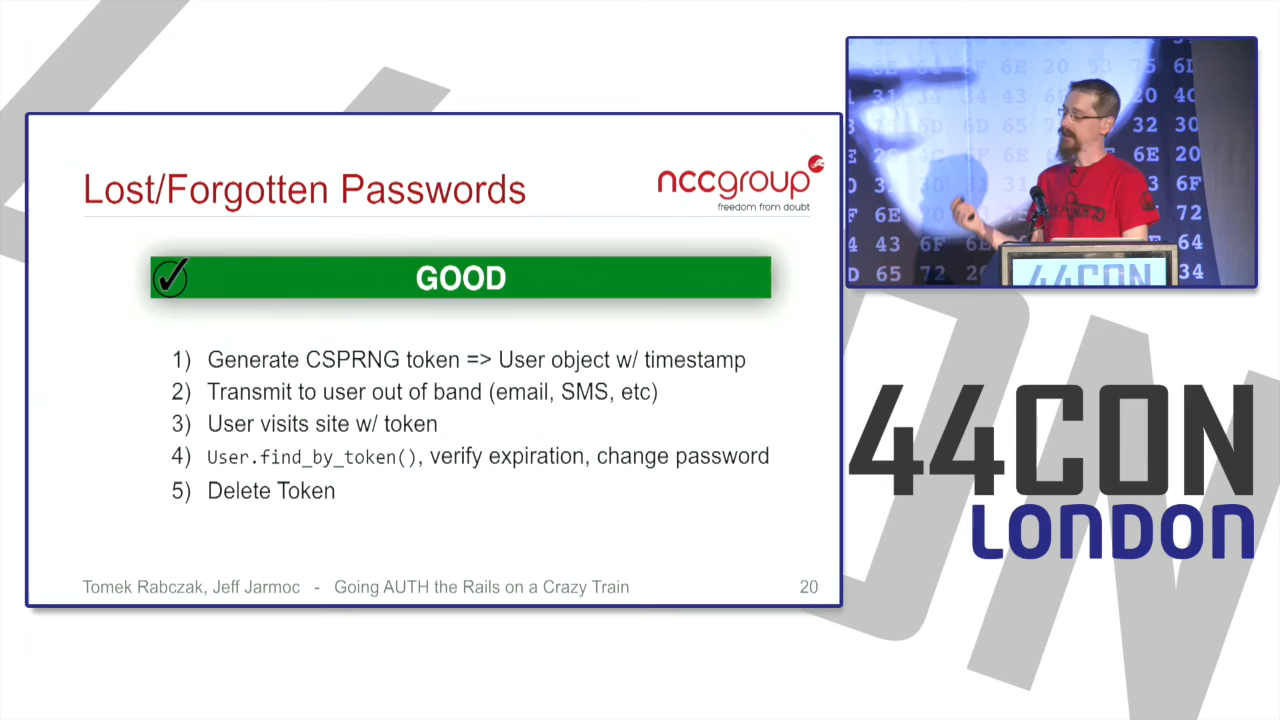 Lost/Forgotten Passwords
nccgroup
freedom from doubt
GOOD
1) Generate CSPRNG token => User object w/ timestamp
2) Transmit to user out of band (email, SMS, etc)
3) User visits site w/ token
4) User.find_by_token(), verify expiration, change password
5) Delete Token
Tomek Rabczak, Jeff Jarmoc - Going AUTH the Rails on a Crazy Train
20
44CON
44CON
LONDON